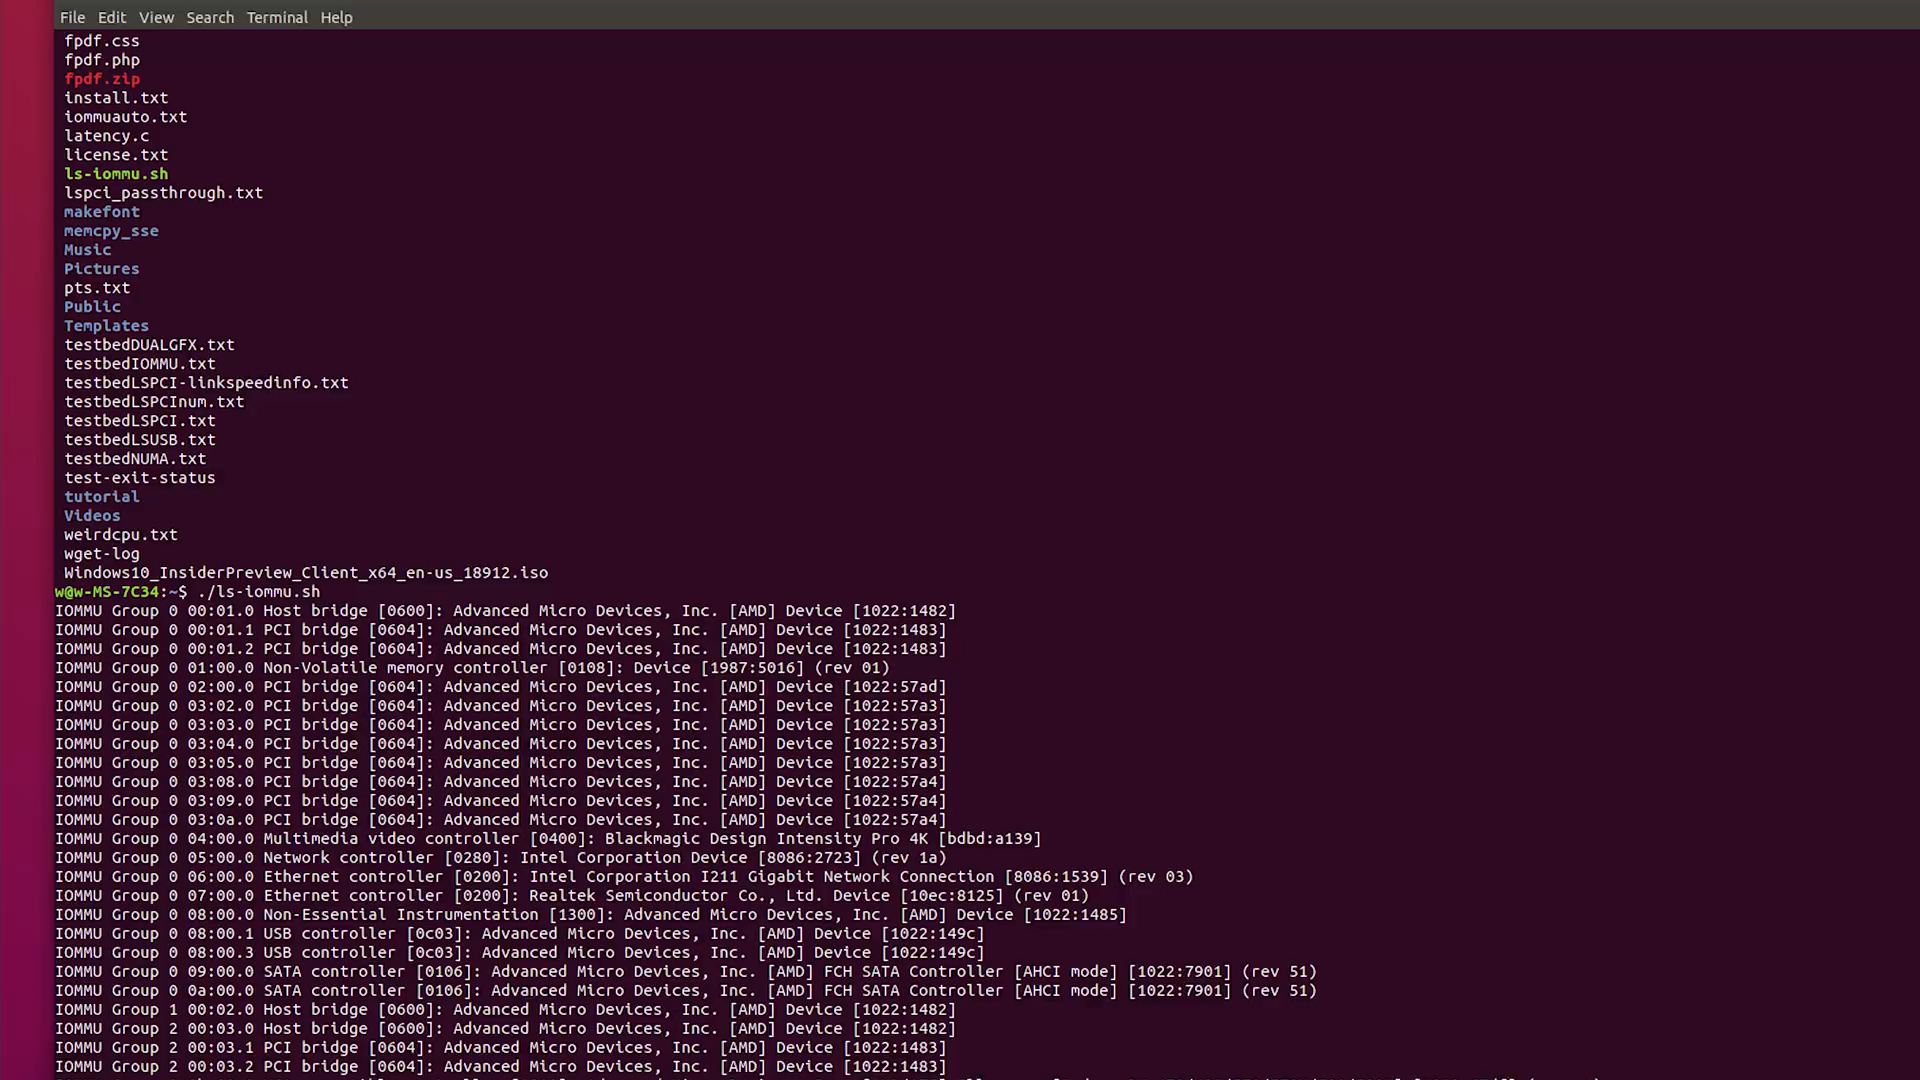 File Edit View Search Terminal Help
fpdf.css
fpdf.php
fpdf.zip
install.txt
iommuauto.txt
latency.c
license.txt
ls-iommu.sh
lspci_passthrough.txt
makefont
memcpy_sse
Music
Pictures
pts.txt
Public
Templates
testbedDUALGFX.txt
testbedIOMMU.txt
testbedLSPCI-linkspeedinfo.txt
testbedLSPCInum.txt
testbedLSPCI.txt
testbedLSUSB.txt
testbedNUMA.txt
test-exit-status
tutorial
Videos
weirdcpu.txt
wget-log
Windows10_InsiderPreview_Client_x64_en-us_18912.iso
w@w-MS-7C34:~$ ./ls-iommu.sh
IOMMU Group 0 00:01.0 Host bridge [0600]: Advanced Micro Devices, Inc. [AMD] Device [1022:1482]
IOMMU Group 0 00:01.1 PCI bridge [0604]: Advanced Micro Devices, Inc. [AMD] Device [1022:1483]
IOMMU Group 0 00:01.2 PCI bridge [0604]: Advanced Micro Devices, Inc. [AMD] Device [1022:1483]
IOMMU Group 0 01:00.0 Non-Volatile memory controller [0108]: Device [1987:5016] (rev 01)
IOMMU Group 0 02:00.0 PCI bridge [0604]: Advanced Micro Devices, Inc. [AMD] Device [1022:57ad]
IOMMU Group 0 03:02.0 PCI bridge [0604]: Advanced Micro Devices, Inc. [AMD] Device [1022:57a3]
IOMMU Group 0 03:03.0 PCI bridge [0604]: Advanced Micro Devices, Inc. [AMD] Device [1022:57a3]
IOMMU Group 0 03:04.0 PCI bridge [0604]: Advanced Micro Devices, Inc. [AMD] Device [1022:57a3]
IOMMU Group 0 03:05.0 PCI bridge [0604]: Advanced Micro Devices, Inc. [AMD] Device [1022:57a3]
IOMMU Group 0 03:08.0 PCI bridge [0604]: Advanced Micro Devices, Inc. [AMD] Device [1022:57a4]
IOMMU Group 0 03:09.0 PCI bridge [0604]: Advanced Micro Devices, Inc. [AMD] Device [1022:57a4]
IOMMU Group 0 03:0a.0 PCI bridge [0604]: Advanced Micro Devices, Inc. [AMD] Device [1022:57a4]
IOMMU Group 0 04:00.0 Multimedia video controller [0400]: Blackmagic Design Intensity Pro 4K [bdbd:a139]
IOMMU Group 0 05:00.0 Network controller [0280]: Intel Corporation Device [8086:2723] (rev 1a)
IOMMU Group 0 06:00.0 Ethernet controller [0200]: Intel Corporation I211 Gigabit Network Connection [8086:1539] (rev 03)
IOMMU Group 0 07:00.0 Ethernet controller [0200]: Realtek Semiconductor Co., Ltd. Device [10ec:8125] (rev 01)
IOMMU Group 0 08:00.0 Non-Essential Instrumentation [1300]: Advanced Micro Devices, Inc. [AMD] Device [1022:1485]
IOMMU Group 0 08:00.1 USB controller [0c03]: Advanced Micro Devices, Inc. [AMD] Device [1022:149c]
IOMMU Group 0 08:00.3 USB controller [0c03]: Advanced Micro Devices, Inc. [AMD] Device [1022:149c]
IOMMU Group 0 09:00.0 SATA controller [0106]: Advanced Micro Devices, Inc. [AMD] FCH SATA Controller [AHCI mode] [1022:7901] (rev 51)
IOMMU Group 0 0a:00.0 SATA controller [0106]: Advanced Micro Devices, Inc. [AMD] FCH SATA Controller [AHCI mode] [1022:7901] (rev 51)
IOMMU Group 1 00:02.0 Host bridge [0600]: Advanced Micro Devices, Inc. [AMD] Device [1022:1482]
IOMMU Group 2 00:03.0 Host bridge [0600]: Advanced Micro Devices, Inc. [AMD] Device [1022:1482]
IOMMU Group 2 00:03.1 PCI bridge [0604]: Advanced Micro Devices, Inc. [AMD] Device [1022:1483]
IOMMU Group 2 00:03.2 PCI bridge [0604]: Advanced Micro Devices, Inc. [AMD] Device [1022:1483]